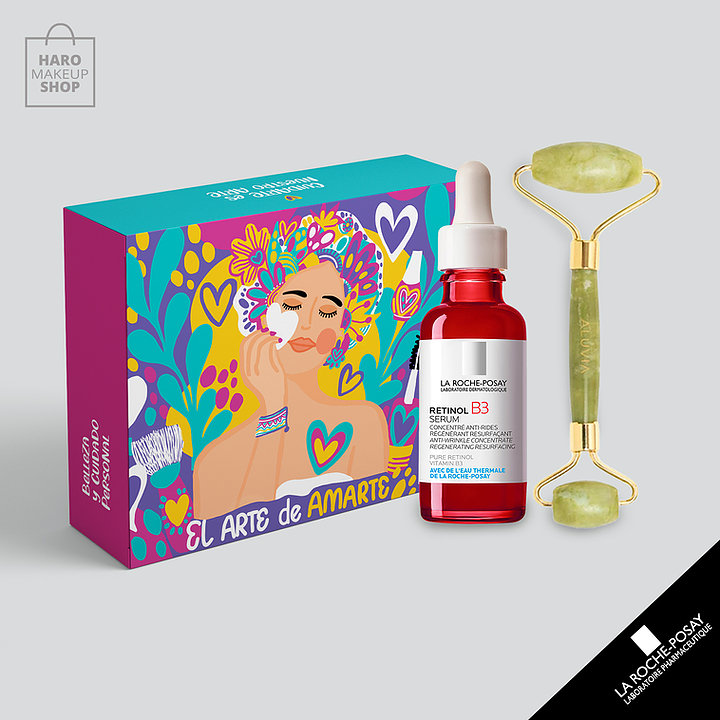 HARO
MAKEUP
SHOP
Cuidarte es
Nuestro Arte
Belleza
y Cuidado
Personal
EL ARTE de AMARTE
LA ROCHE-POSAY
LABORATOIRE DERMATOLOGIQUE
RETINOL B3
SERUM
CONCENTRÉ ANTI-RIDES
RÉGÉNÉRANT RESURFAÇANT
ANTI-WRINKLE CONCENTRATE
REGENERATING RESURFACING
PURE RETINOL
VITAMIN B3
AVEC DE L'EAU THERMALE
DE LA ROCHE-POSAY
ALUVIA
LA ROCHE-POSAY
LABORATOIRE PHARMACEUTIQUE